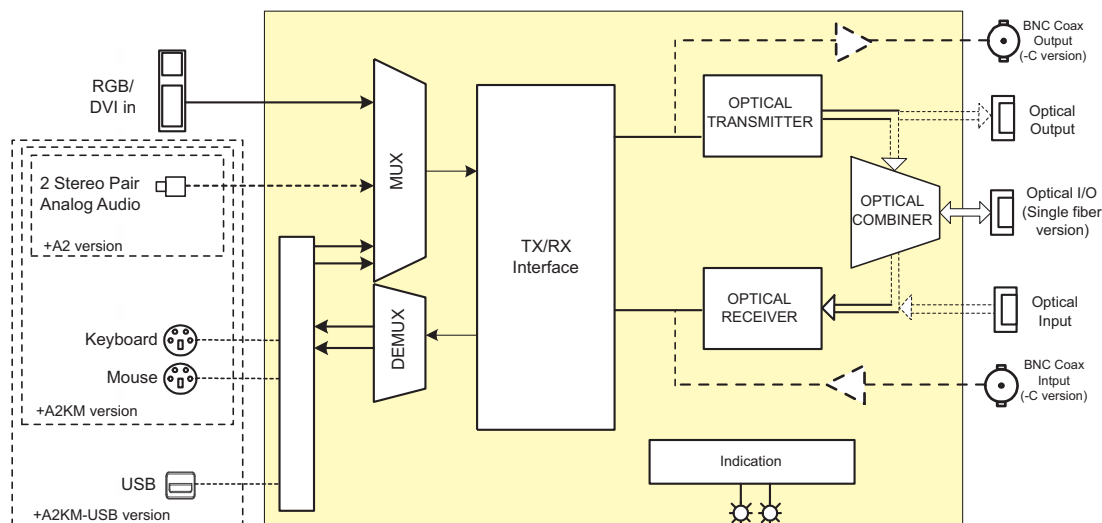 RGB/
DVI in
2 Stereo Pair
Analog Audio
+A2 version
Keyboard
Mouse
+A2KM version
USB
+A2KM-USB version
MUX
DEMUX
TX/RX
Interface
OPTICAL
TRANSMITTER
OPTICAL
COMBINER
OPTICAL
RECEIVER
Indication
BNC Coax
Output
(-C version)
Optical
Output
Optical I/O
(Single fiber
version)
Optical
Input
BNC Coax
Intput
(-C version)